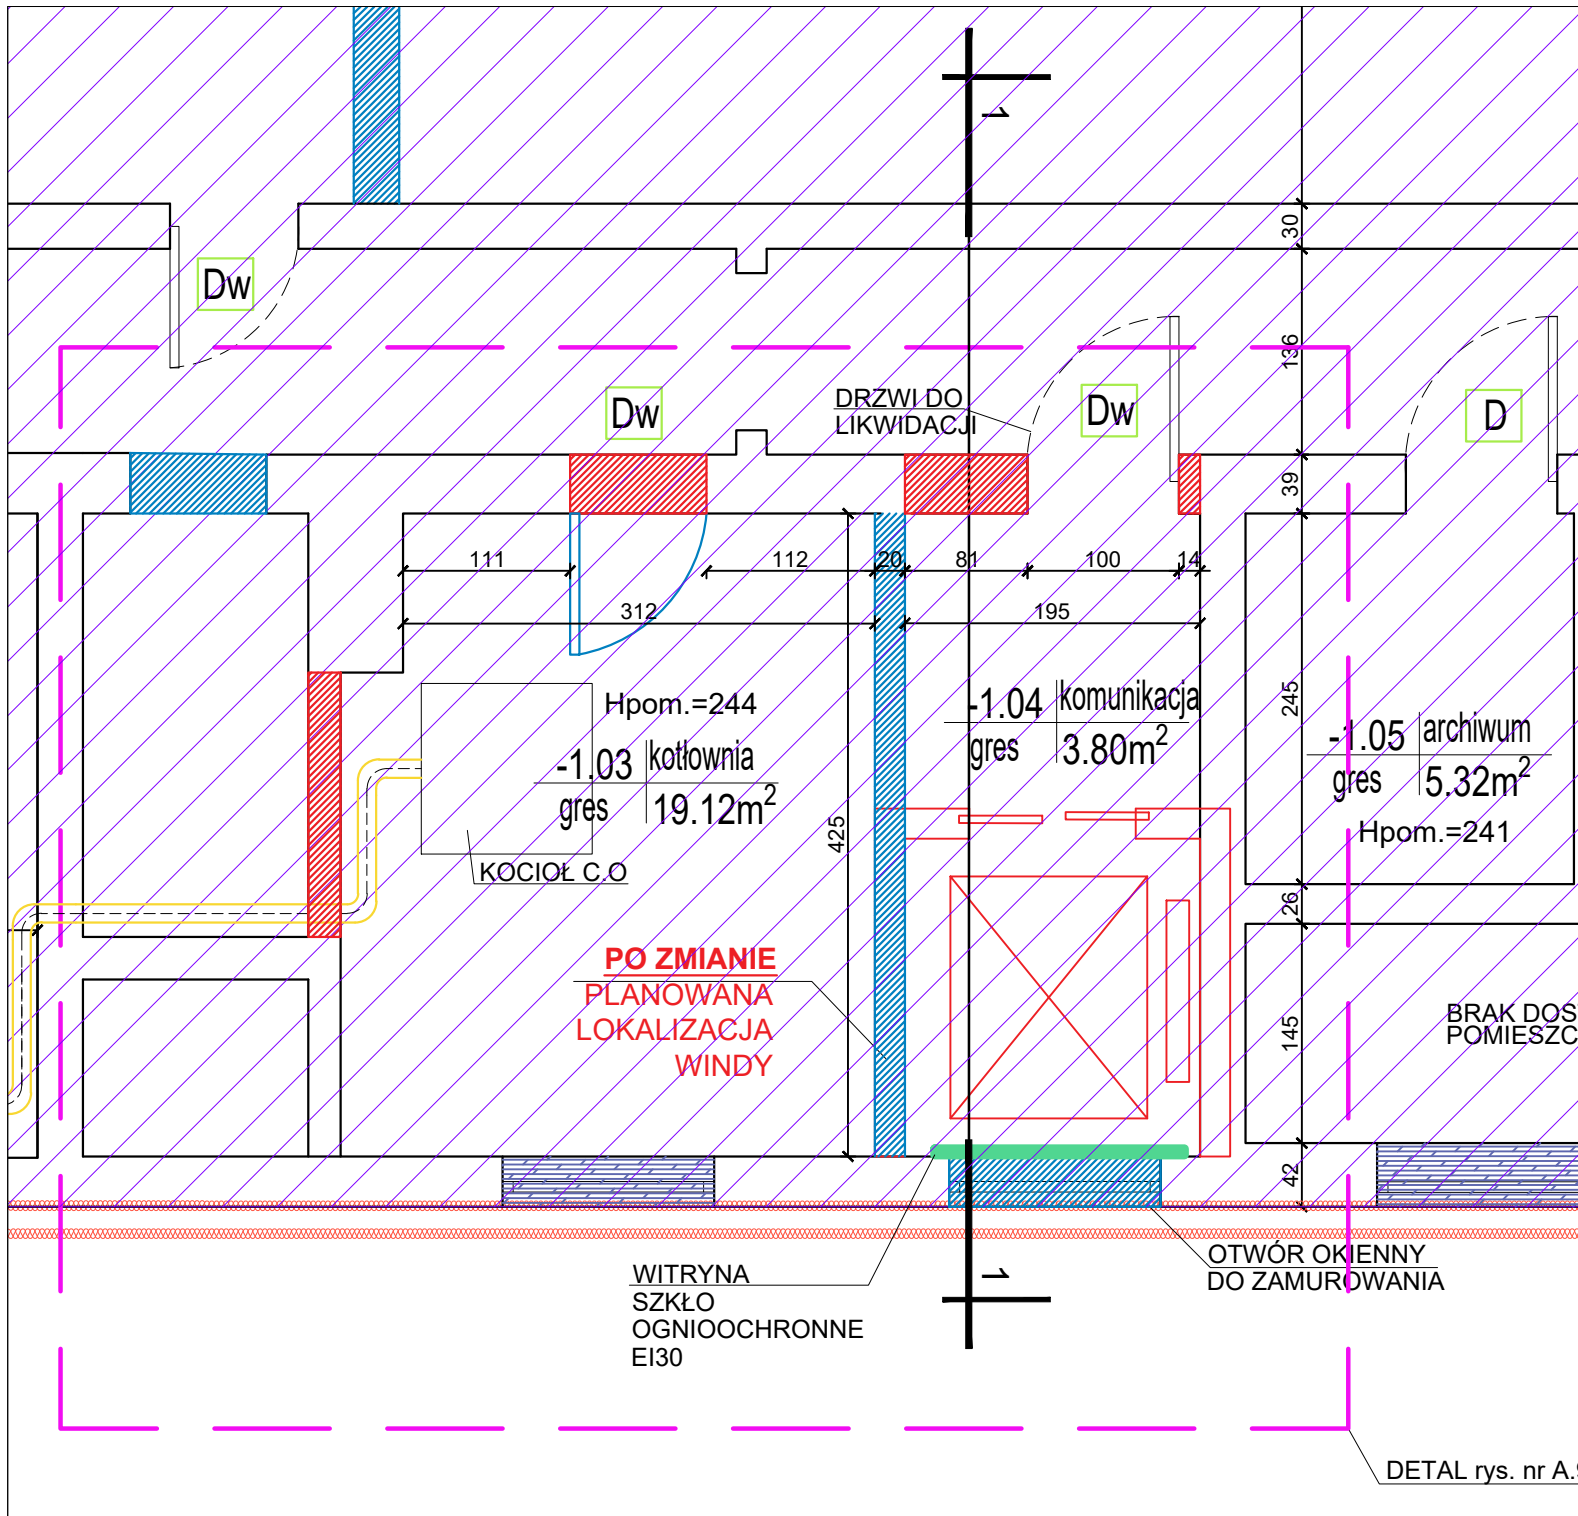 1
30
Dw
136
Dw
DRZWI DO
LIKWIDACJI
Dw
D
39
111
112
20
81
100
14
312
195
Hpom.=244
-1.03 kotłownia
gres 19.12m²
-1.04 komunikacja
gres 3.80m²
245
-1.05 archiwum
gres 5.32m²
Hpom.=241
425
KOCIOŁ C.O
26
PO ZMIANIE
PLANOWANA
LOKALIZACJA
WINDY
BRAK DOS
POMIESZC
145
42
WITRYNA
SZKŁO
OGNIOOCHRONNE
EI30
1
OTWÓR OKIENNY
DO ZAMUROWANIA
DETAL rys. nr A.